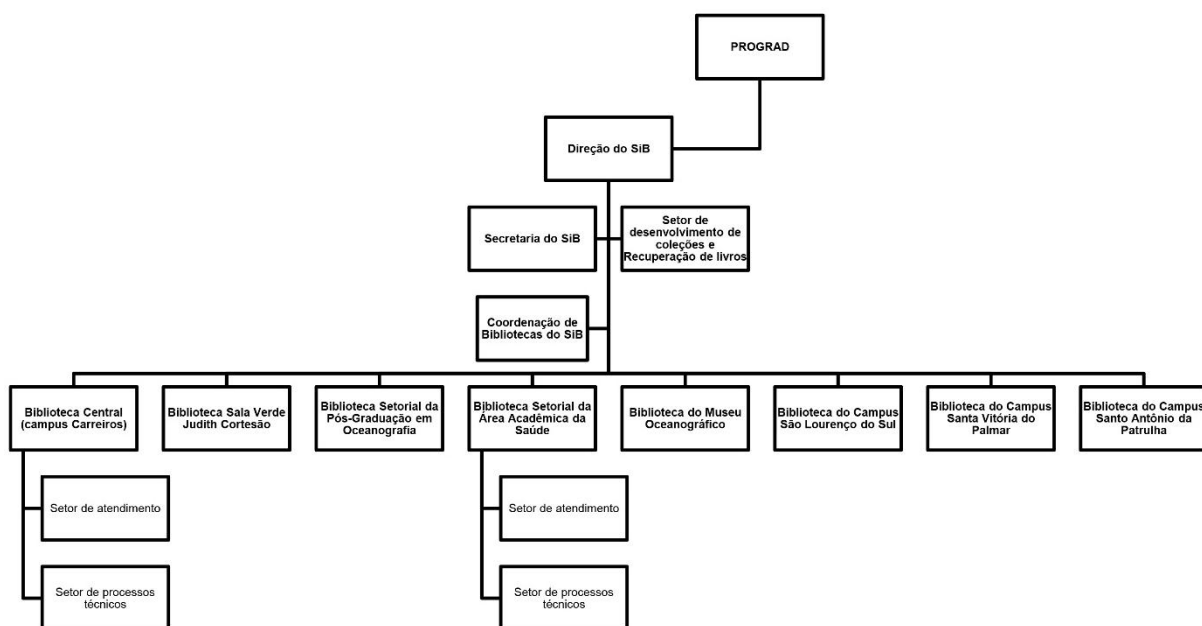 PROGRAD
Direção do SiB
Secretaria do SiB
Setor de
desenvolvimento de
coleções e
Recuperação de livros
Coordenação de
Bibliotecas do SiB
Biblioteca Central
(campus Carreiros)
Biblioteca Sala Verde
Judith Cortesão
Biblioteca Setorial da
Pós-Graduação em
Oceanografia
Biblioteca Setorial da
Área Acadêmica da
Saúde
Biblioteca do Museu
Oceanográfico
Biblioteca do Campus
São Lourenço do Sul
Biblioteca do Campus
Santa Vitória do
Palmar
Biblioteca do Campus
Santo Antônio da
Patrulha
Setor de atendimento
Setor de atendimento
Setor de processos
técnicos
Setor de processos
técnicos